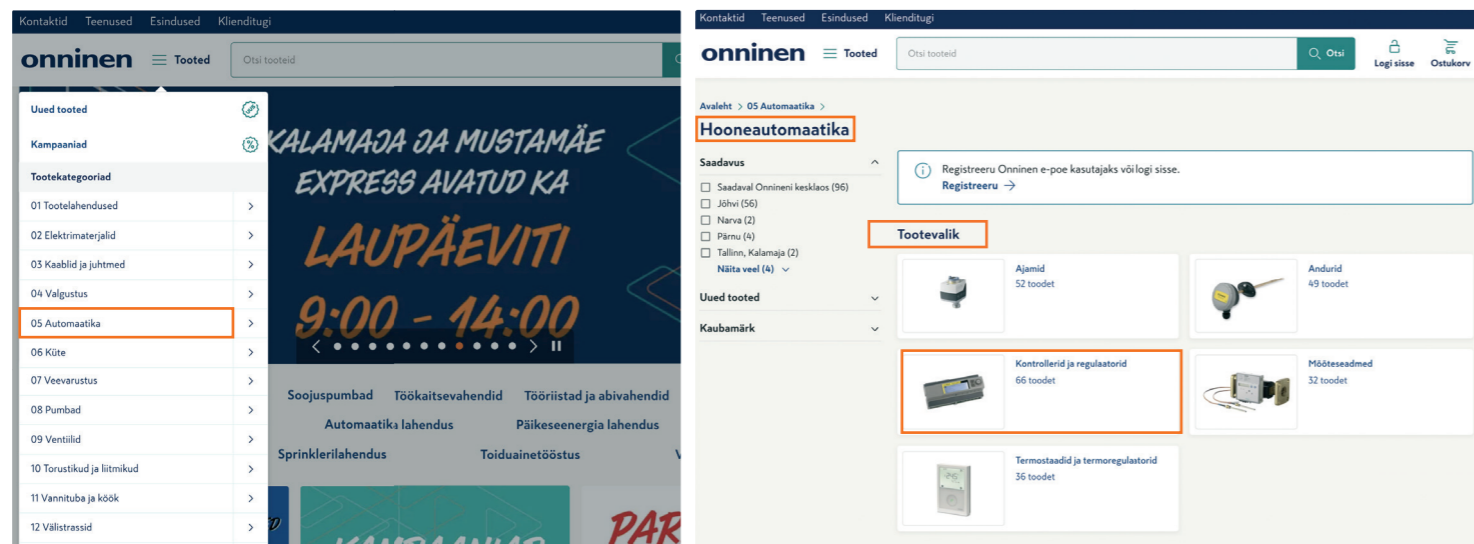 Kontaktid Teenused Esindused Klienditugi
onninen Tooted Otsi tooteid
Uued tooted
Kampaaniad
Tootekategooriad
01 Tootelahendused
02 Elektrimaterjalid
03 Kaablid ja juhtmed
04 Valgustus
05 Automaatika
06 Küte
07 Veevarustus
08 Pumbad
09 Ventiilid
10 Torustikud ja liitmikud
11 Vannituba ja köök
12 Välistrassid
KALAMAJA JA MUSTAMÄE
EXPRESS AVATUD KA
LAUPÄEVITI
9:00 - 14:00
Soojuspumbad Töökaitsevahendid Tööriistad ja abivahendid
Automaatika lahendus Päikeseenergia lahendus
Sprinklerilahendus Toiduainetööstus
Kontaktid Teenused Esindused Klienditugi
onninen Tooted Otsi tooteid Otsi Logi sisse Ostukorv
Avaleht > 05 Automaatika >
Hooneautomaatika
Saadavus
Saadaval Onnineni kesklaos (96)
Jõhvi (56)
Narva (2)
Pärnu (4)
Tallinn, Kalamaja (2)
Näita veel (4)
Uued tooted
Kaubamärk
Registreeru Onninen e-poe kasutajaks või logi sisse.
Registreeru →
Tootevalik
Ajamid
52 toodet
Andurid
49 toodet
Kontrollerid ja regulaatorid
66 toodet
Mõõteseadmed
32 toodet
Termostaadid ja termoregulaatorid
36 toodet